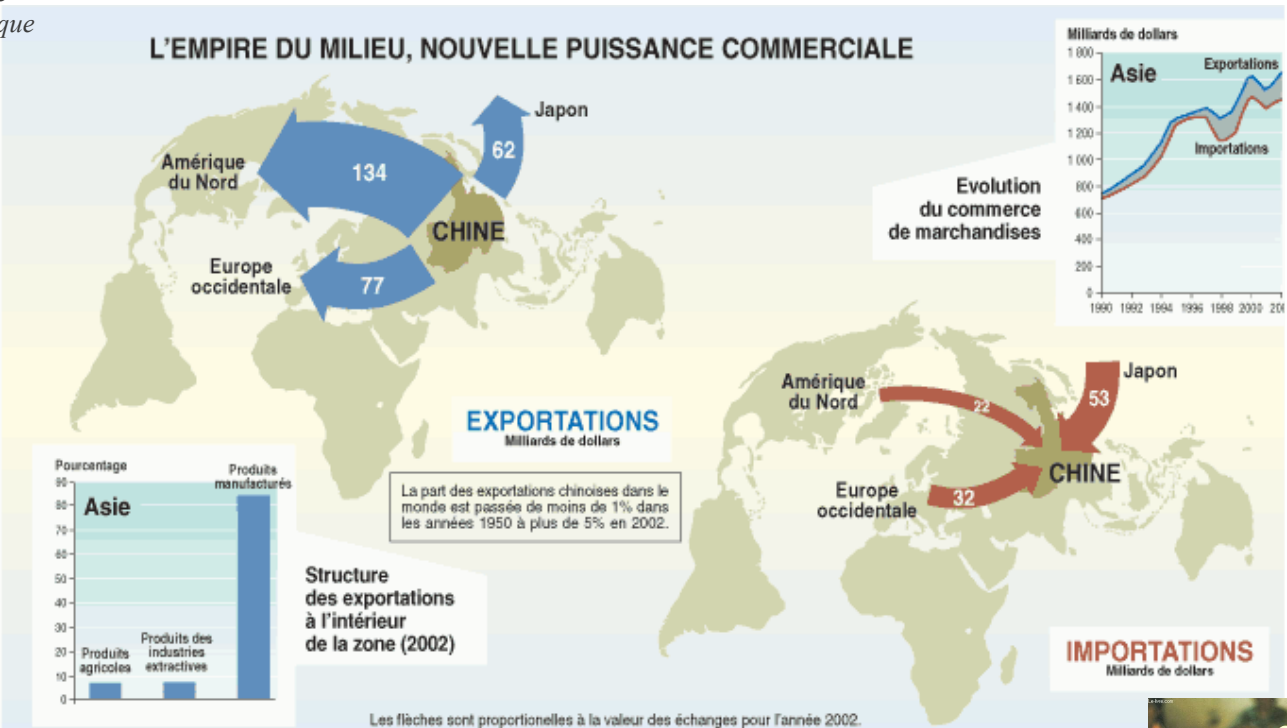 que
L'EMPIRE DU MILIEU, NOUVELLE PUISSANCE COMMERCIALE
Japon
62
Amérique
du Nord
134
CHINE
Europe
occidentale
77
EXPORTATIONS
Milliards de dollars
La part des exportations chinoises dans le
monde est passée de moins de 1% dans
les années 1950 à plus de 5% en 2002.
Milliards de dollars
1 800
1 600
1 400
1 200
1 000
800
600
400
200
0
Asie
Exportations
Importations
1990 1992 1994 1996 1998 2000
Evolution
du commerce
de marchandises
Amérique
du Nord
22
Japon
53
CHINE
Europe
occidentale
32
IMPORTATIONS
Milliards de dollars
Pourcentage
90
80
70
60
50
40
30
20
10
0
Asie
Produits
agricoles
Produits des
industries
extractives
Produits
manufacturés
Structure
des exportations
à l'intérieur
de la zone (2002)
Les flèches sont proportionelles à la valeur des échanges pour l'année 2002.